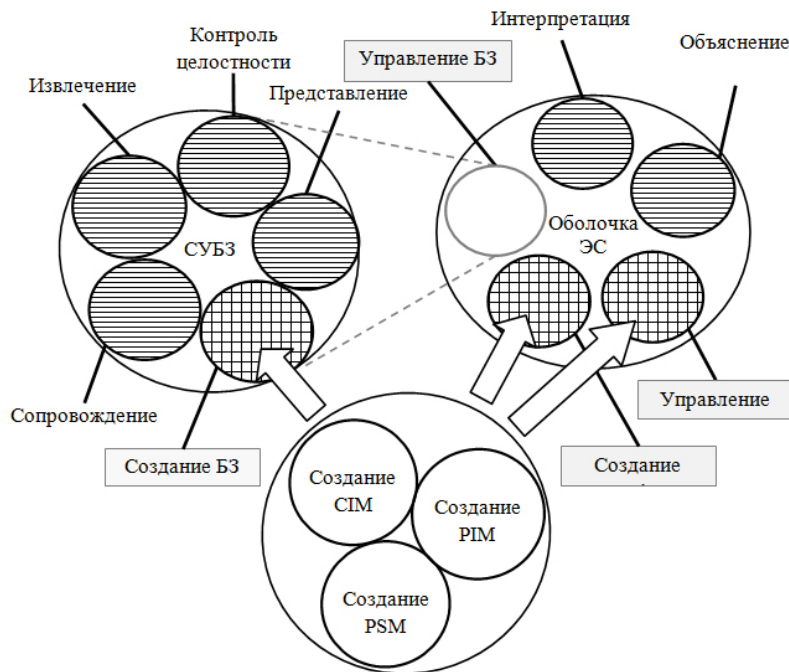 Интерпретация
Контроль
целостности
Управление БЗ
Объяснение
Извлечение
Представление
СУБЗ
Оболочка
ЭС
Сопровождение
Управление
Создание БЗ
Создание
Создание
CIM
Создание
PIM
Создание
PSM